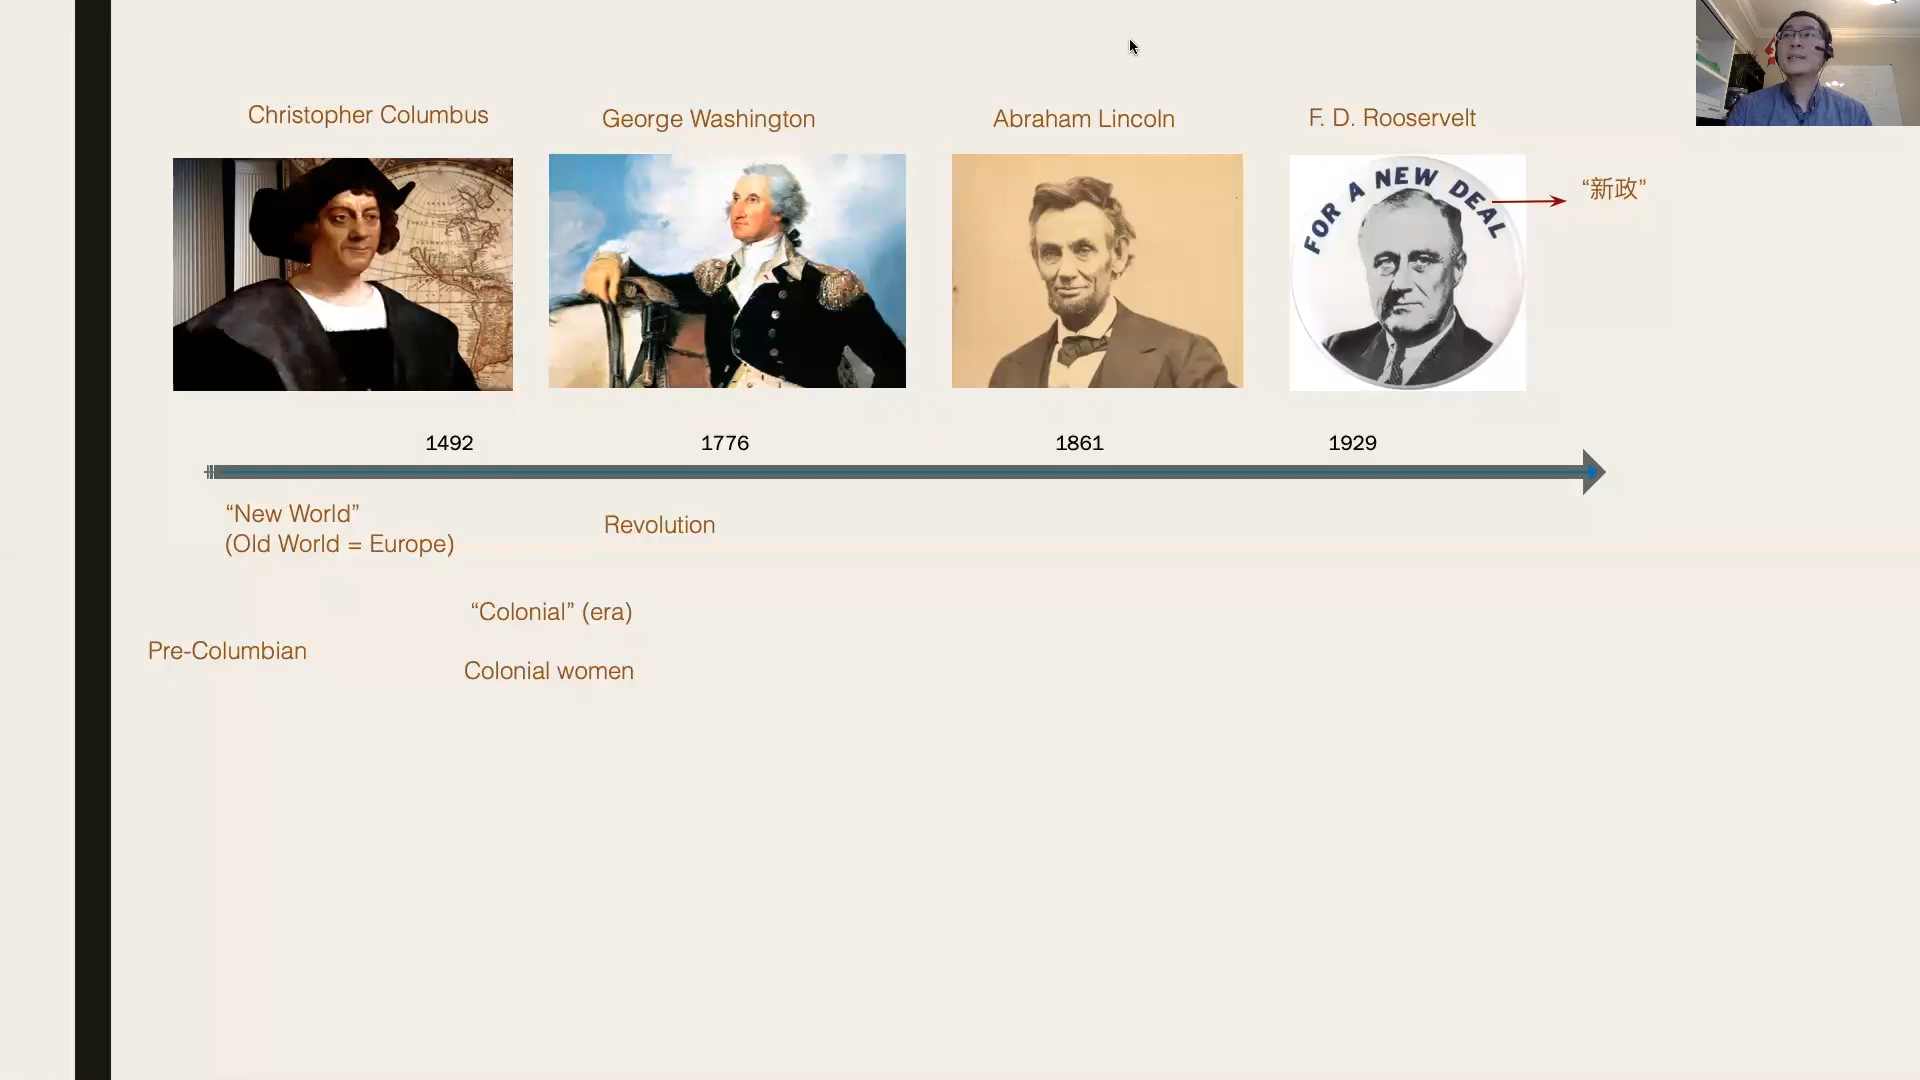 Christopher Columbus
George Washington
Abraham Lincoln
F. D. Rooservelt
FOR A NEW DEAL
“新政”
1492
1776
1861
1929
“New World”
(Old World = Europe)
Revolution
“Colonial” (era)
Pre-Columbian
Colonial women